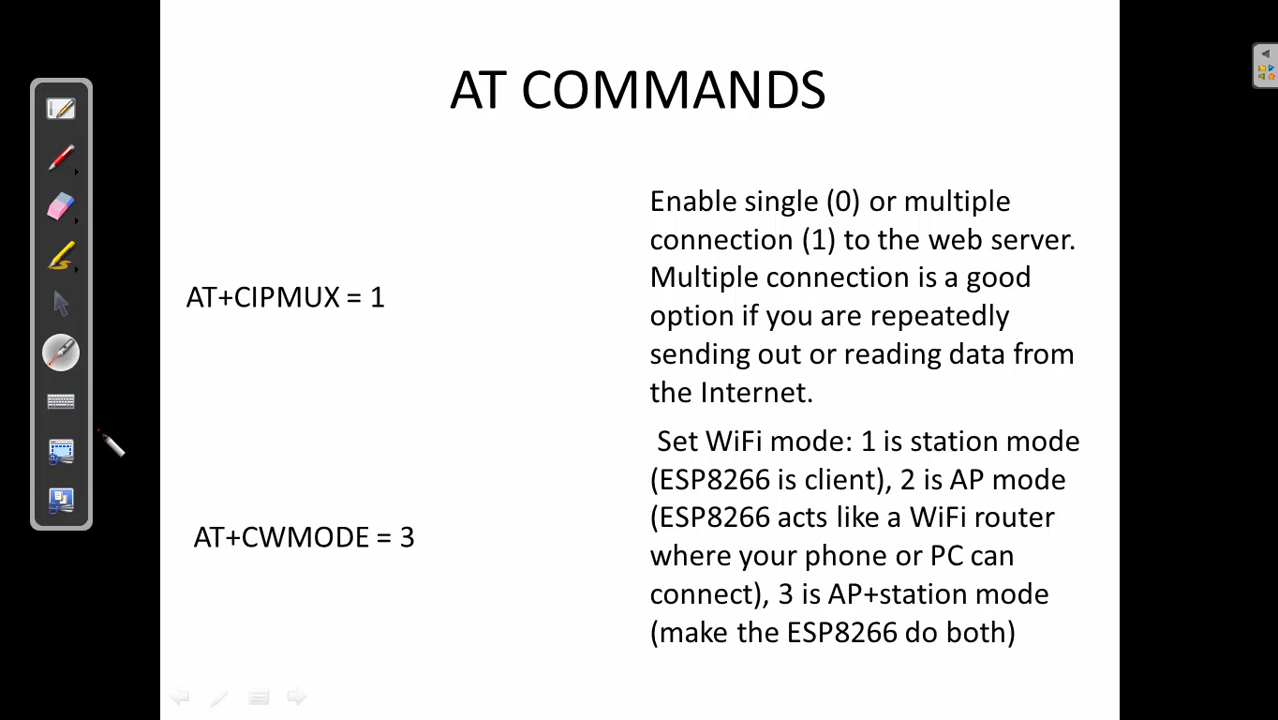 AT COMMANDS
AT+CIPMUX = 1
Enable single (0) or multiple
connection (1) to the web server.
Multiple connection is a good
option if you are repeatedly
sending out or reading data from
the Internet.
AT+CWMODE = 3
Set WiFi mode: 1 is station mode
(ESP8266 is client), 2 is AP mode
(ESP8266 acts like a WiFi router
where your phone or PC can
connect), 3 is AP+station mode
(make the ESP8266 do both)